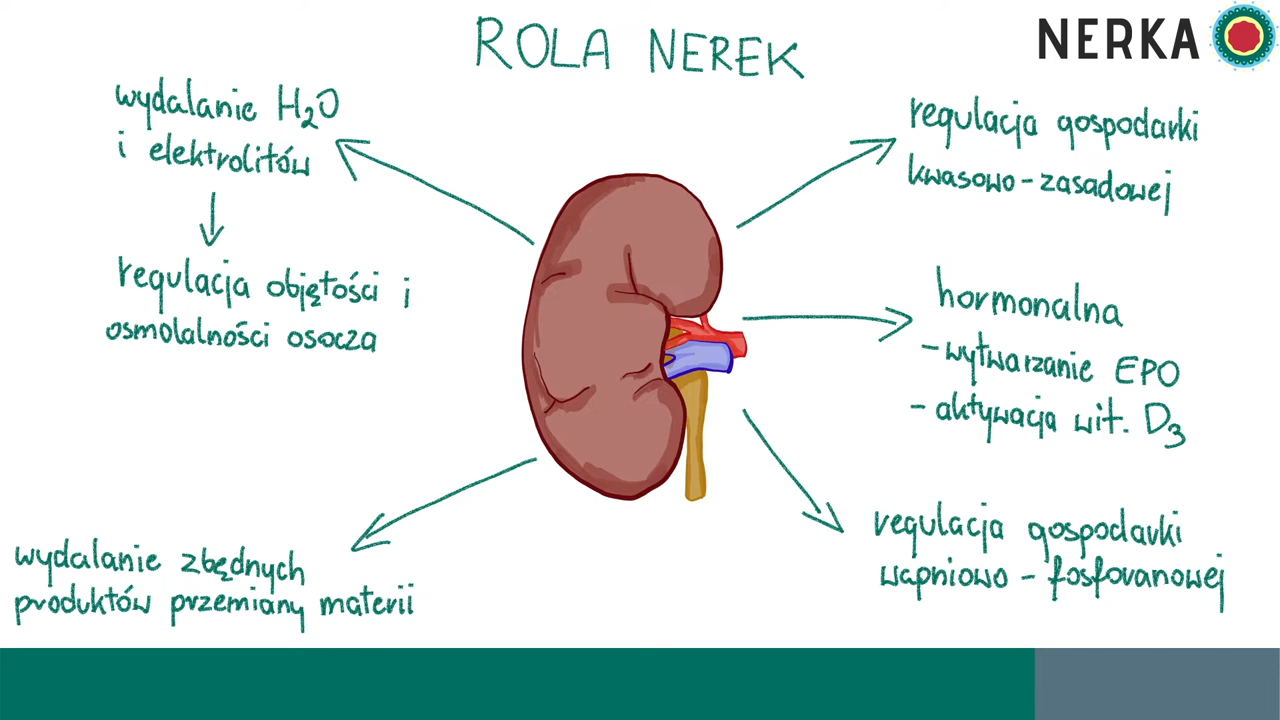 ROLA NEREK
NERKA
wydalanie H₂O
i elektrolitów
regulacja objętości i
osmolalności osocza
wydalanie zbędnych
produktów przemiany materii
regulacja gospodarki
kwasowo-zasadowej
hormonalna
-wytwarzanie EPO
- aktywacja wit. D₃
regulacja gospodarki
wapniowo - fosforanowej